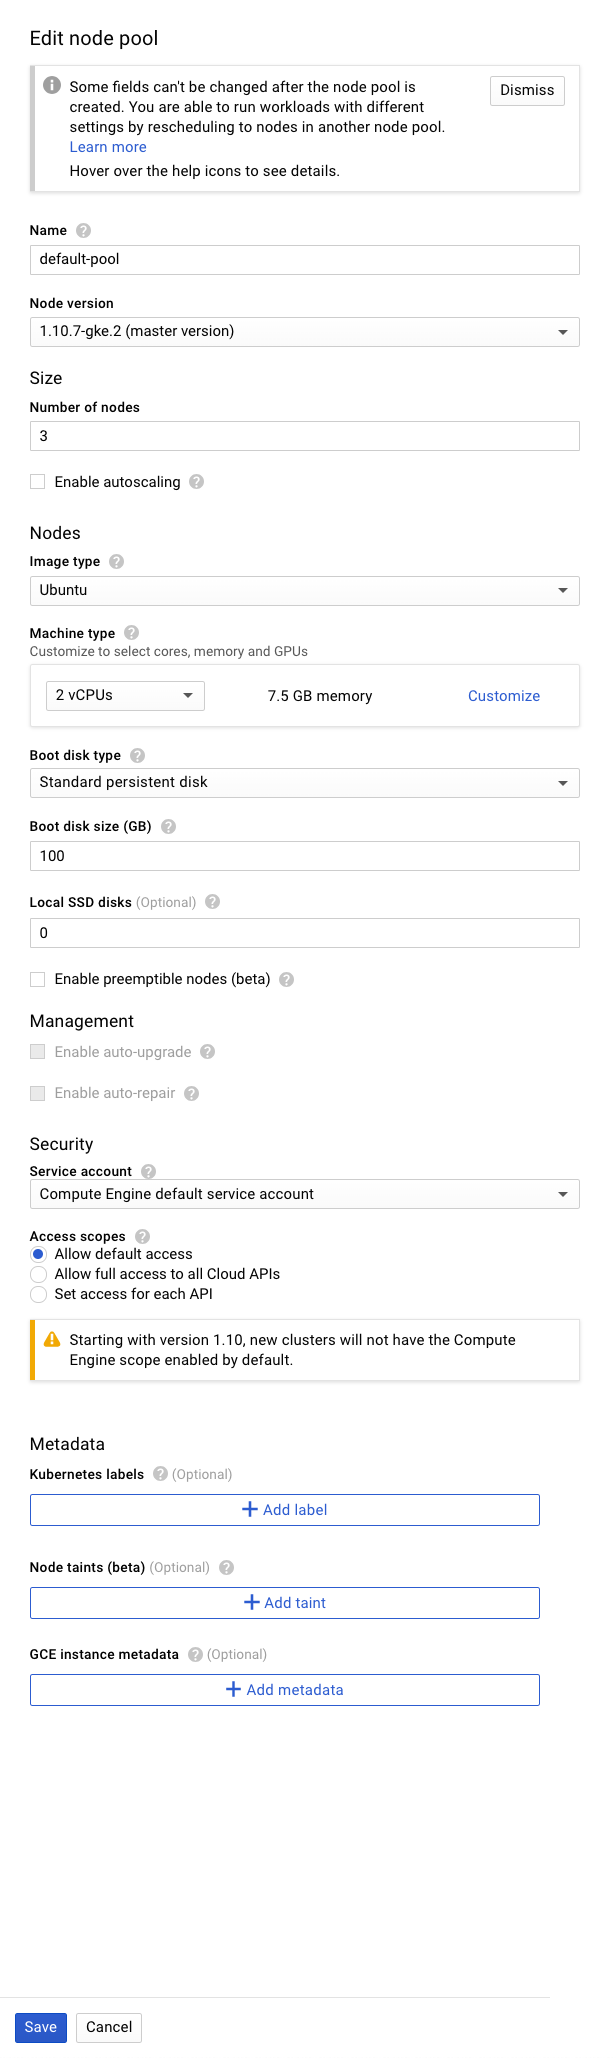 Edit node pool
Some fields can't be changed after the node pool is
created. You are able to run workloads with different
settings by rescheduling to nodes in another node pool.
Learn more
Hover over the help icons to see details.
Dismiss
Name ?
default-pool
Node version
1.10.7-gke.2 (master version)
Size
Number of nodes
3
Enable autoscaling ?
Nodes
Image type ?
Ubuntu
Machine type ?
Customize to select cores, memory and GPUs
2 vCPUs 7.5 GB memory Customize
Boot disk type ?
Standard persistent disk
Boot disk size (GB) ?
100
Local SSD disks (Optional) ?
0
Enable preemptible nodes (beta) ?
Management
Enable auto-upgrade ?
Enable auto-repair ?
Security
Service account ?
Compute Engine default service account
Access scopes ?
Allow default access
Allow full access to all Cloud APIs
Set access for each API
Starting with version 1.10, new clusters will not have the Compute
Engine scope enabled by default.
Metadata
Kubernetes labels ? (Optional)
+ Add label
Node taints (beta) (Optional) ?
+ Add taint
GCE instance metadata ? (Optional)
+ Add metadata
Save Cancel